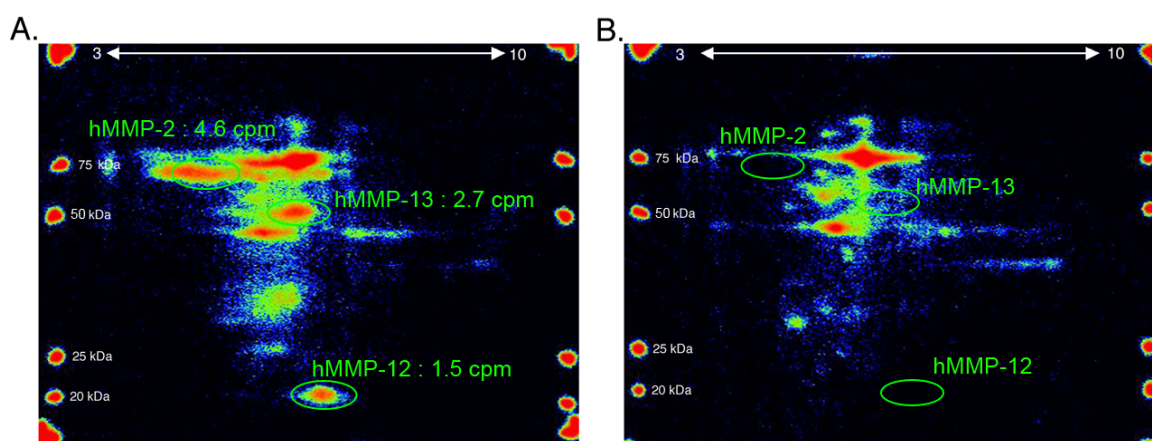 A.
3 10
hMMP-2 : 4.6 cpm
75 kDa
hMMP-13 : 2.7 cpm
50 kDa
25 kDa
hMMP-12 : 1.5 cpm
20 kDa
B.
3 10
hMMP-2
75 kDa
hMMP-13
50 kDa
25 kDa
hMMP-12
20 kDa